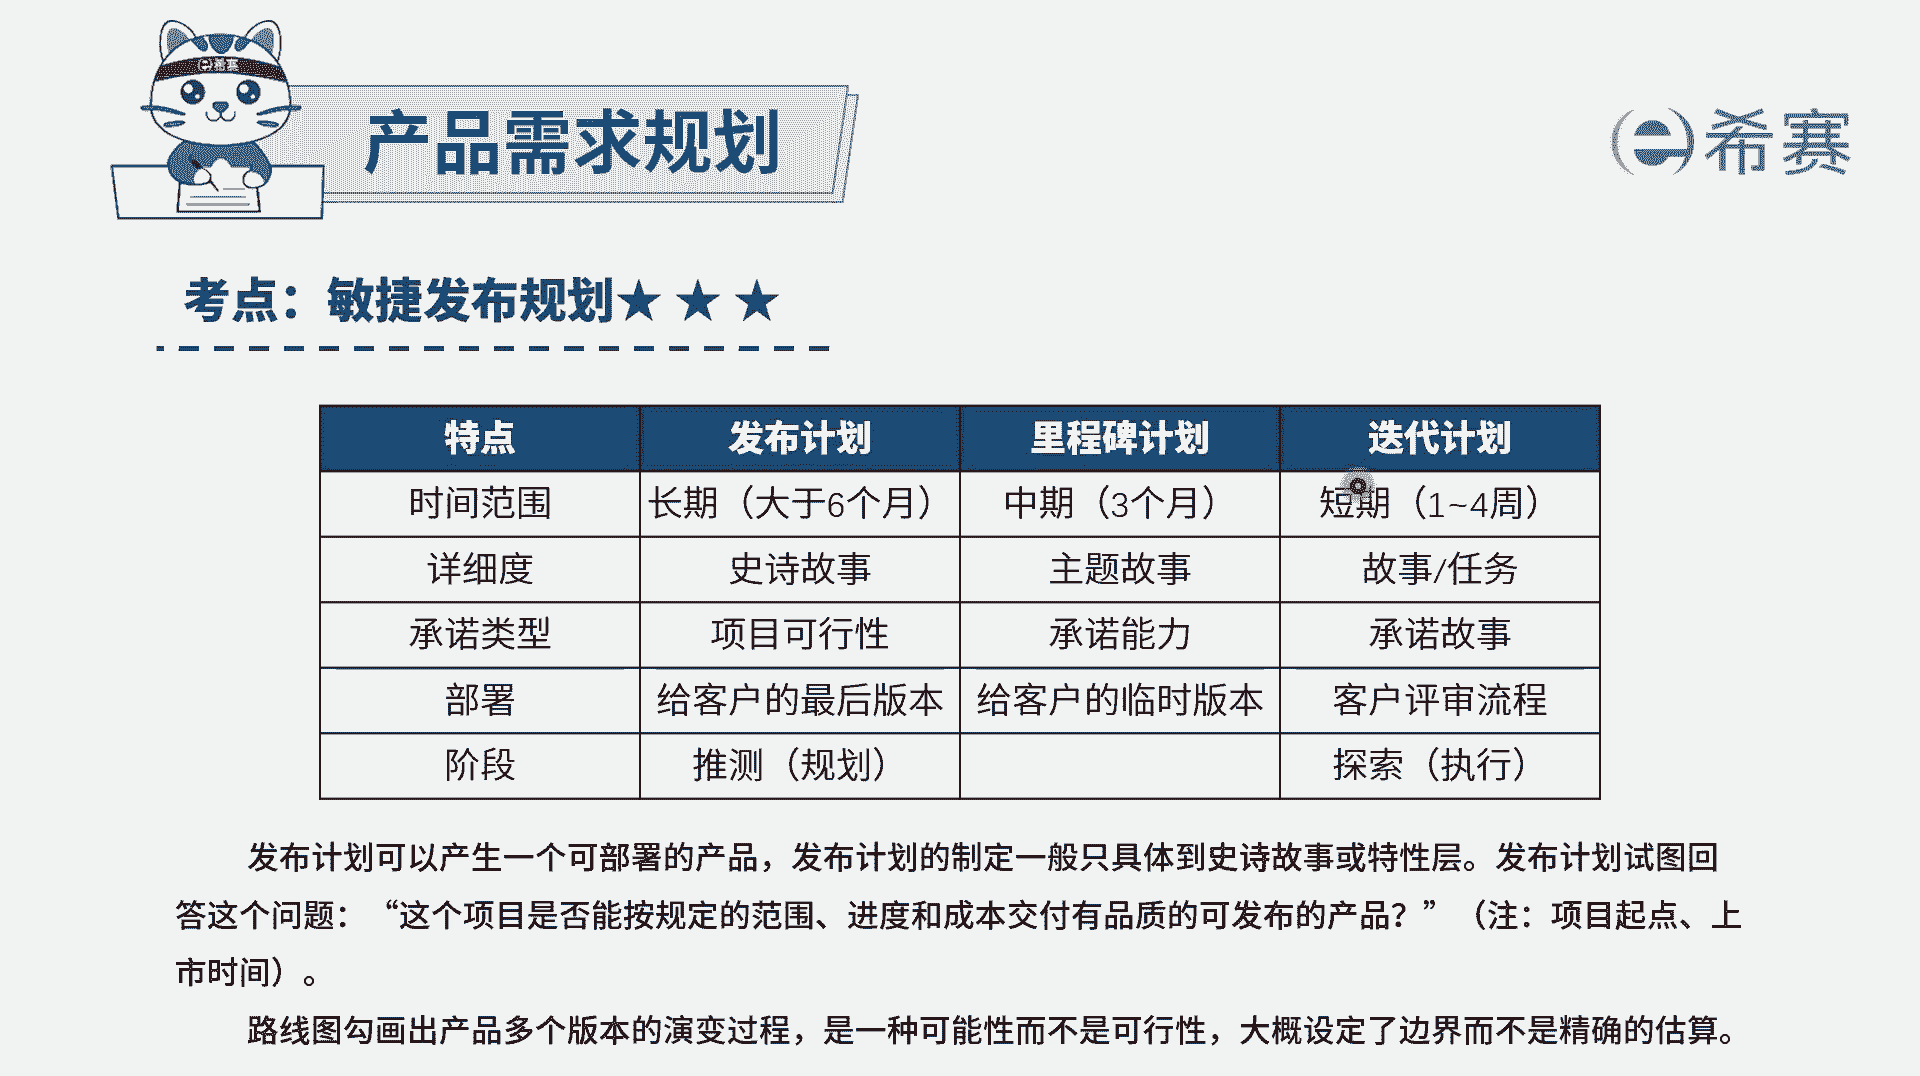 希赛
产品需求规划
希赛
考点：敏捷发布规划★ ★ ★
特点 发布计划 里程碑计划 迭代计划
时间范围 长期（大于6个月） 中期（3个月） 短期（1~4周）
详细度 史诗故事 主题故事 故事/任务
承诺类型 项目可行性 承诺能力 承诺故事
部署 给客户的最后版本 给客户的临时版本 客户评审流程
阶段 推测（规划） 探索（执行）
发布计划可以产生一个可部署的产品，发布计划的制定一般只具体到史诗故事或特性层。发布计划试图回
答这个问题：“这个项目是否能按规定的范围、进度和成本交付有品质的可发布的产品？”（注：项目起点、上
市时间）。
路线图勾画出产品多个版本的演变过程，是一种可能性而不是可行性，大概设定了边界而不是精确的估算。